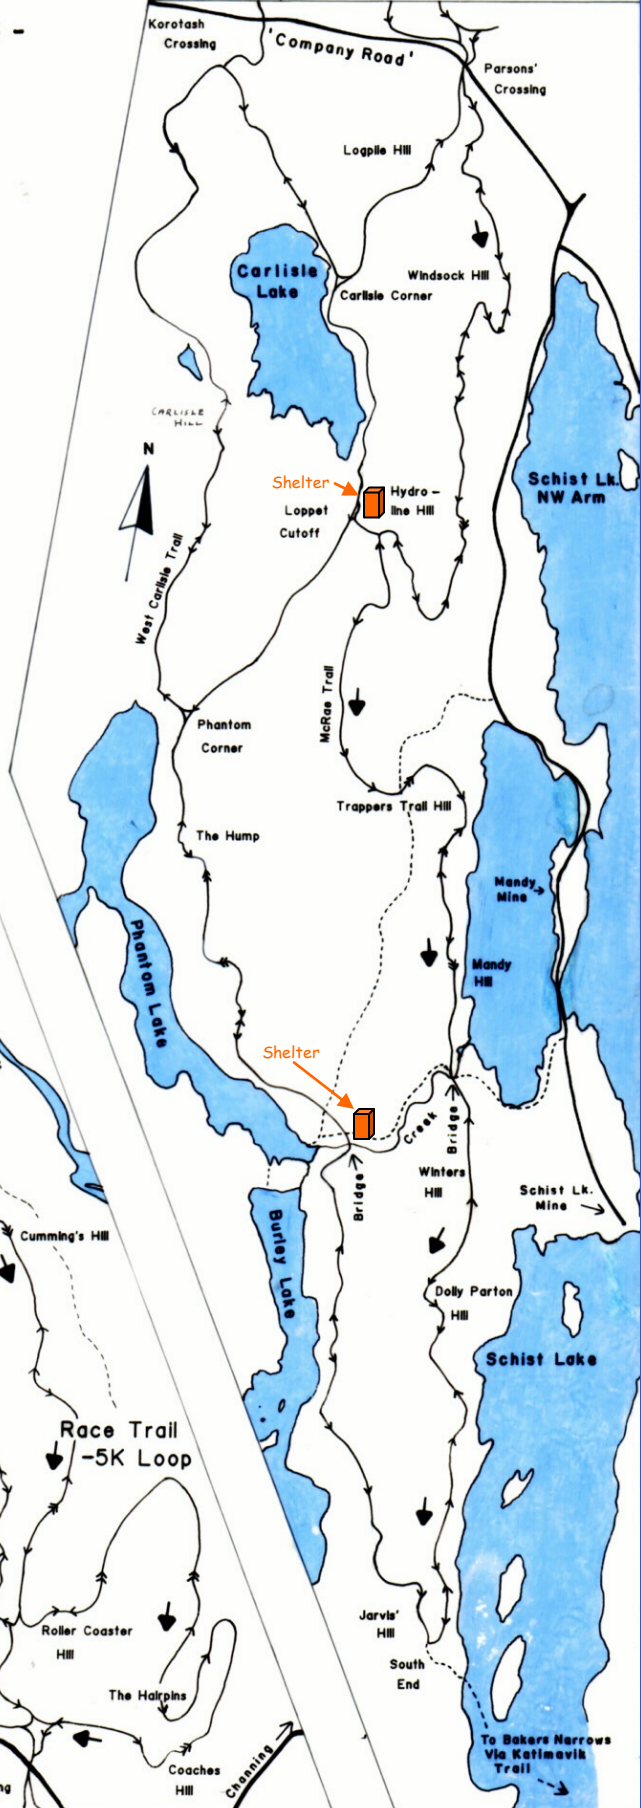 Korotash
Crossing
'Company Road'
Parsons'
Crossing
Logpile Hill
Carlisle
Lake
Windsock Hill
Carlisle Corner
CARLISLE
HILL
N
Shelter
Hydro -
line Hill
Loppet
Cutoff
Schist Lk.
NW Arm
West Carlisle Trail
McRae Trail
Phantom
Corner
Trappers Trail Hill
The Hump
Mandy
Mine
Phantom Lake
Mandy
Hill
Shelter
Creek
Bridge
Bridge
Winters
Hill
Schist Lk.
Mine
Burley Lake
Cumming's Hill
Dolly Parton
Hill
Schist Lake
Race Trail
-5K Loop
Jarvis'
Hill
South
End
Roller Coaster
Hill
The Hairpins
To Bakers Narrows
Via Katimavik
Trail
Coaches
Hill
Channing